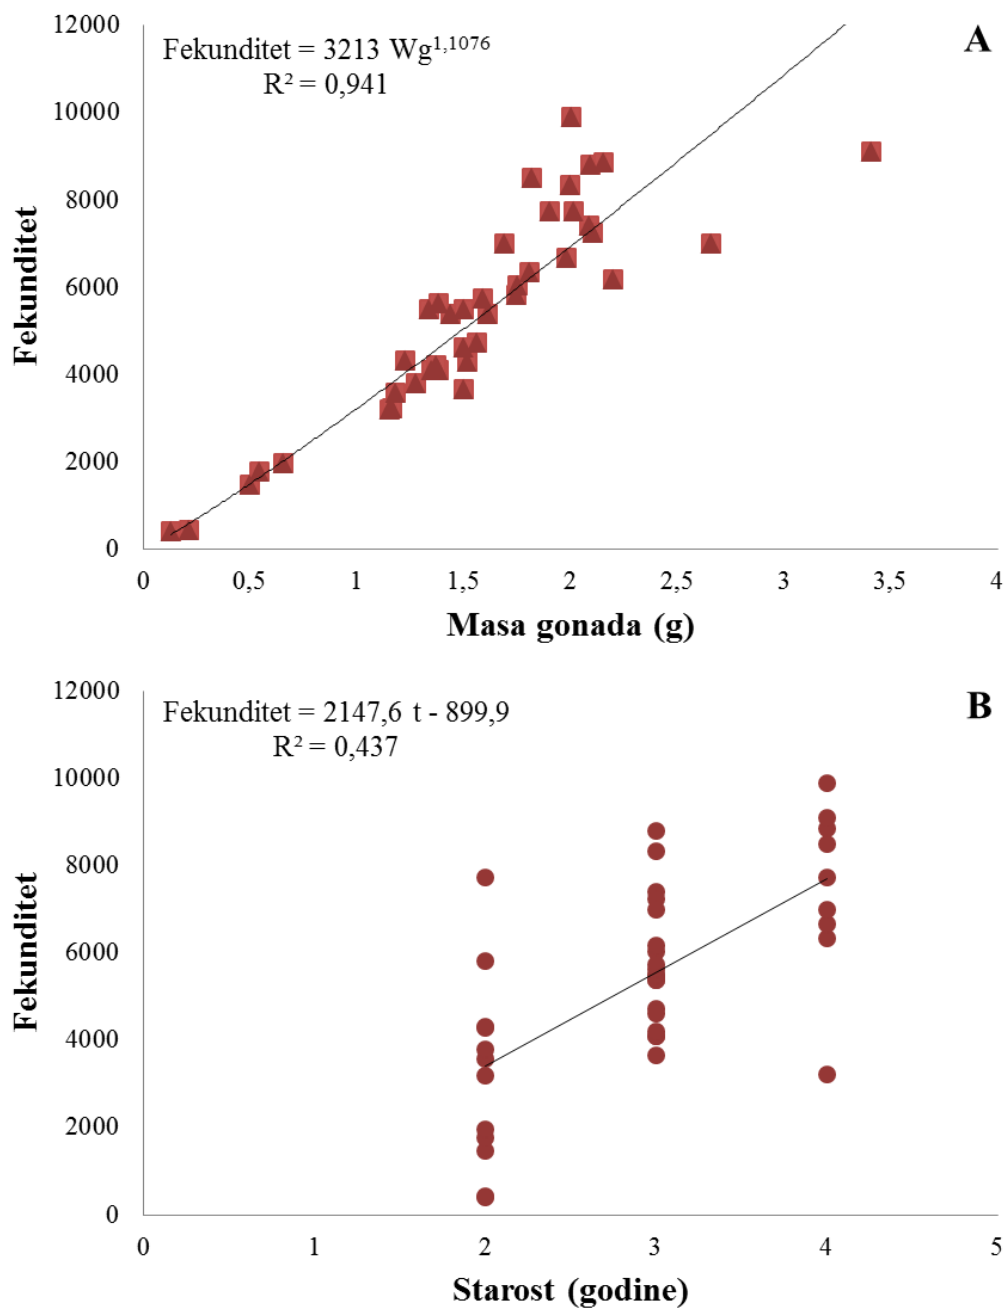 12000
A
Fekunditet = 3213 Wg^1,1076
R² = 0,941
10000
8000
6000
4000
2000
0
Fekunditet
0 0,5 1 1,5 2 2,5 3 3,5 4
Masa gonada (g)
12000
B
Fekunditet = 2147,6 t - 899,9
R² = 0,437
10000
8000
6000
4000
2000
0
Fekunditet
0 1 2 3 4 5
Starost (godine)